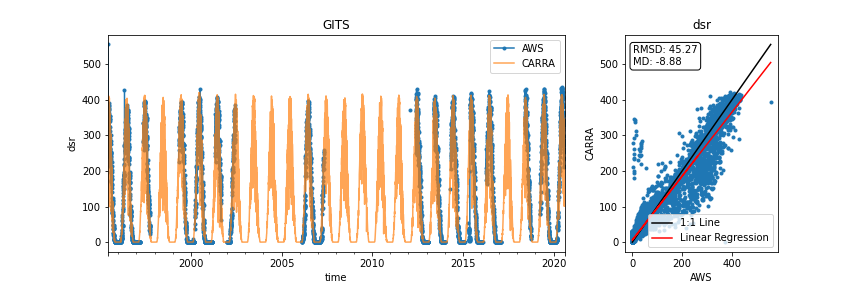 GITS
dsr
500
400
300
200
100
0
dsr
AWS
CARRA
2000
2005
2010
2015
2020
time
500
400
300
200
100
0
CARRA
RMSD: 45.27
MD: -8.88
1:1 Line
Linear Regression
0
200
400
AWS